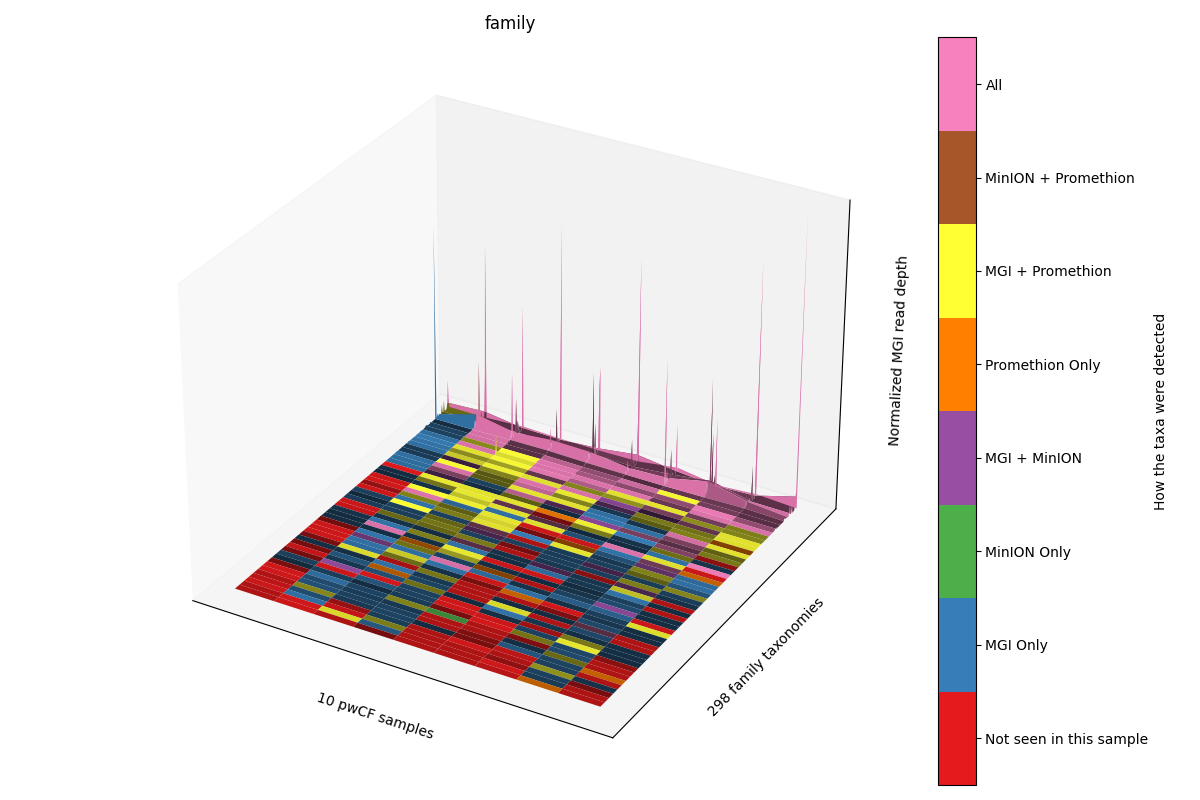 family
Normalized MGI read depth
298 family taxonomies
10 pwCF samples
All
MinION + Promethion
MGI + Promethion
Promethion Only
MGI + MinION
MinION Only
MGI Only
Not seen in this sample
How the taxa were detected